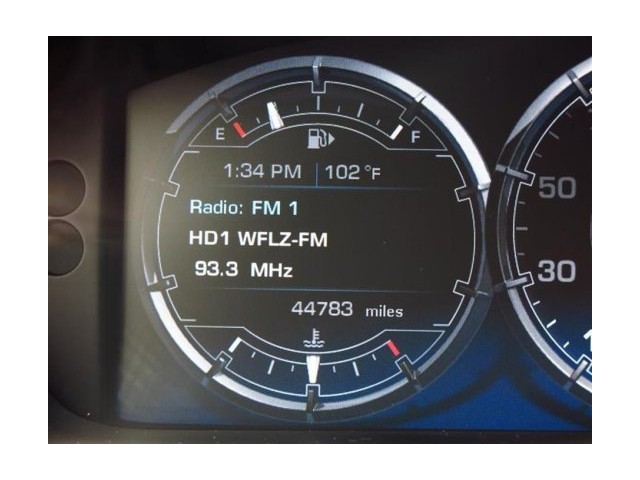 E F
1:34 PM 102 °F
Radio: FM 1
HD1 WFLZ-FM
93.3 MHz
44783 miles
50
30